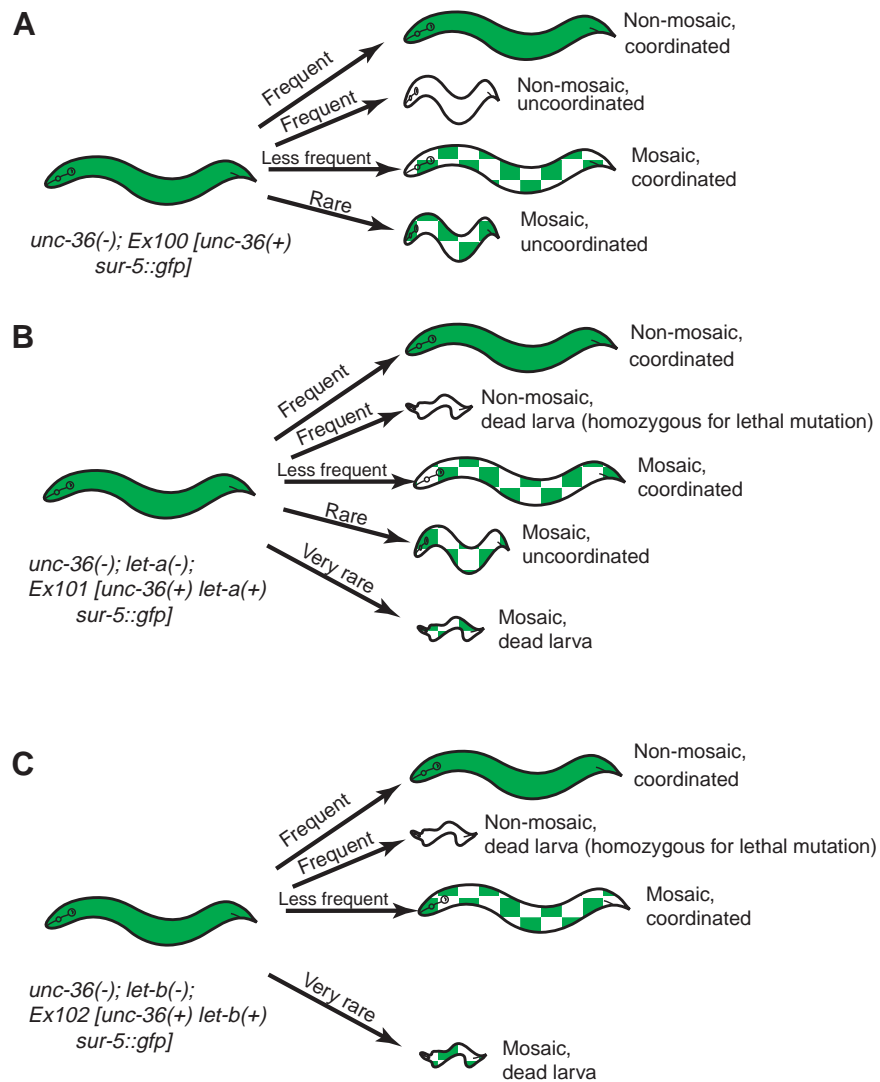 A
Frequent
Non-mosaic,
coordinated
Frequent
Non-mosaic,
uncoordinated
Less frequent
Mosaic,
coordinated
Rare
Mosaic,
uncoordinated
unc-36(-); Ex100 [unc-36(+)
sur-5::gfp]
B
Frequent
Non-mosaic,
coordinated
Frequent
Non-mosaic,
dead larva (homozygous for lethal mutation)
Less frequent
Mosaic,
coordinated
Rare
Mosaic,
uncoordinated
Very rare
Mosaic,
dead larva
unc-36(-); let-a(-);
Ex101 [unc-36(+) let-a(+)
sur-5::gfp]
C
Frequent
Non-mosaic,
coordinated
Frequent
Non-mosaic,
dead larva (homozygous for lethal mutation)
Less frequent
Mosaic,
coordinated
Very rare
Mosaic,
dead larva
unc-36(-); let-b(-);
Ex102 [unc-36(+) let-b(+)
sur-5::gfp]